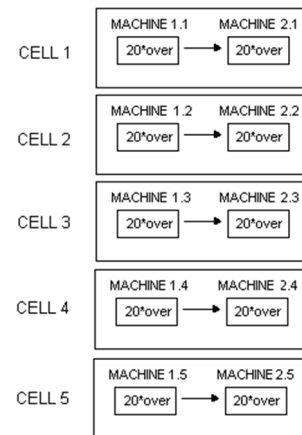 MACHINE 1.1 MACHINE 2.1
CELL 1
20*over 20*over
MACHINE 1.2 MACHINE 2.2
CELL 2
20*over 20*over
MACHINE 1.3 MACHINE 2.3
CELL 3
20*over 20*over
MACHINE 1.4 MACHINE 2.4
CELL 4
20*over 20*over
MACHINE 1.5 MACHINE 2.5
CELL 5
20*over 20*over